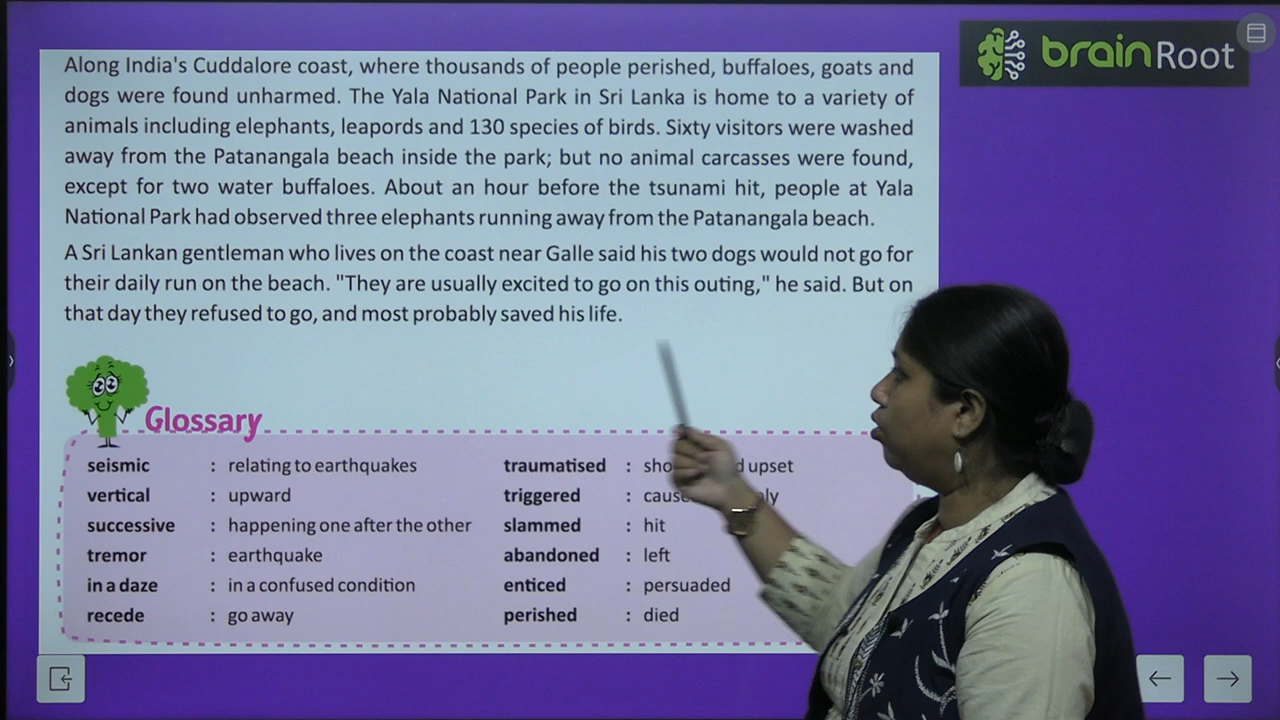 brainRoot
Along India's Cuddalore coast, where thousands of people perished, buffaloes, goats and
dogs were found unharmed. The Yala National Park in Sri Lanka is home to a variety of
animals including elephants, leapords and 130 species of birds. Sixty visitors were washed
away from the Patanangala beach inside the park; but no animal carcasses were found,
except for two water buffaloes. About an hour before the tsunami hit, people at Yala
National Park had observed three elephants running away from the Patanangala beach.
A Sri Lankan gentleman who lives on the coast near Galle said his two dogs would not go for
their daily run on the beach. "They are usually excited to go on this outing," he said. But on
that day they refused to go, and most probably saved his life.
Glossary
seismic : relating to earthquakes
vertical : upward
successive : happening one after the other
tremor : earthquake
in a daze : in a confused condition
recede : go away
traumatised : upset
triggered :
slammed : hit
abandoned : left
enticed : persuaded
perished : died